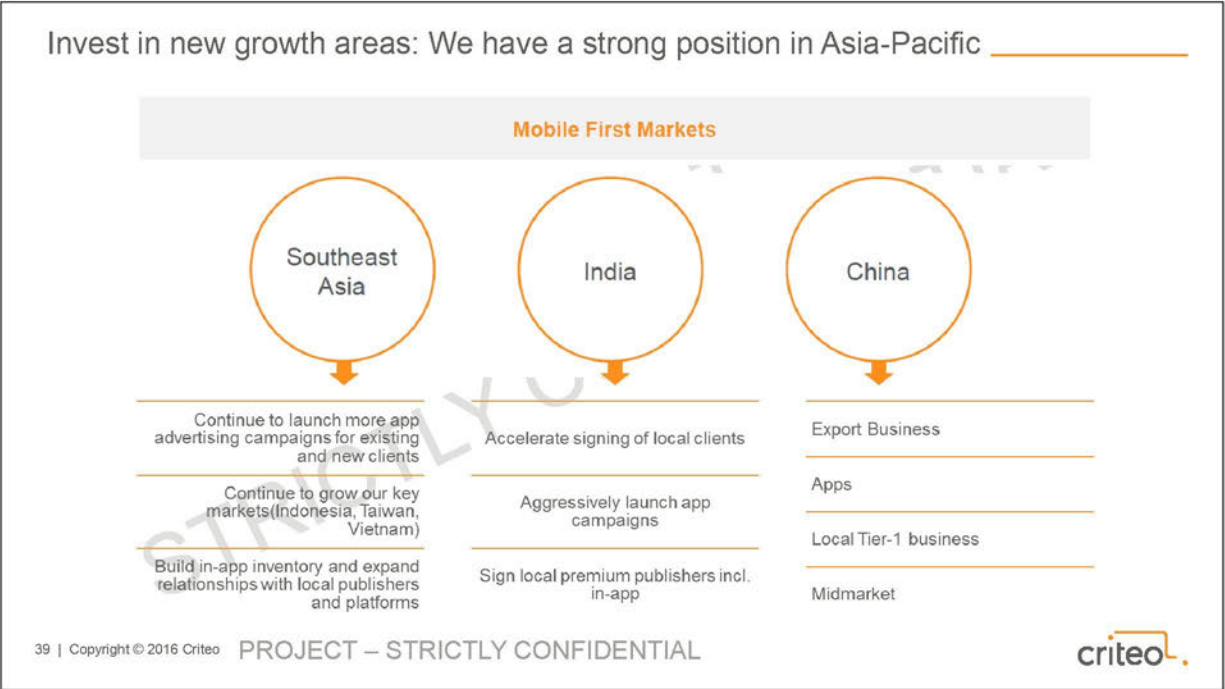 Invest in new growth areas: We have a strong position in Asia-Pacific
Mobile First Markets
Southeast
Asia
India
China
Continue to launch more app
advertising campaigns for existing
and new clients
Continue to grow our key
markets(Indonesia, Taiwan,
Vietnam)
Build in-app inventory and expand
relationships with local publishers
and platforms
Accelerate signing of local clients
Aggressively launch app
campaigns
Sign local premium publishers incl.
in-app
Export Business
Apps
Local Tier-1 business
Midmarket
STRICTLY
39 | Copyright © 2016 Criteo
PROJECT – STRICTLY CONFIDENTIAL
criteo